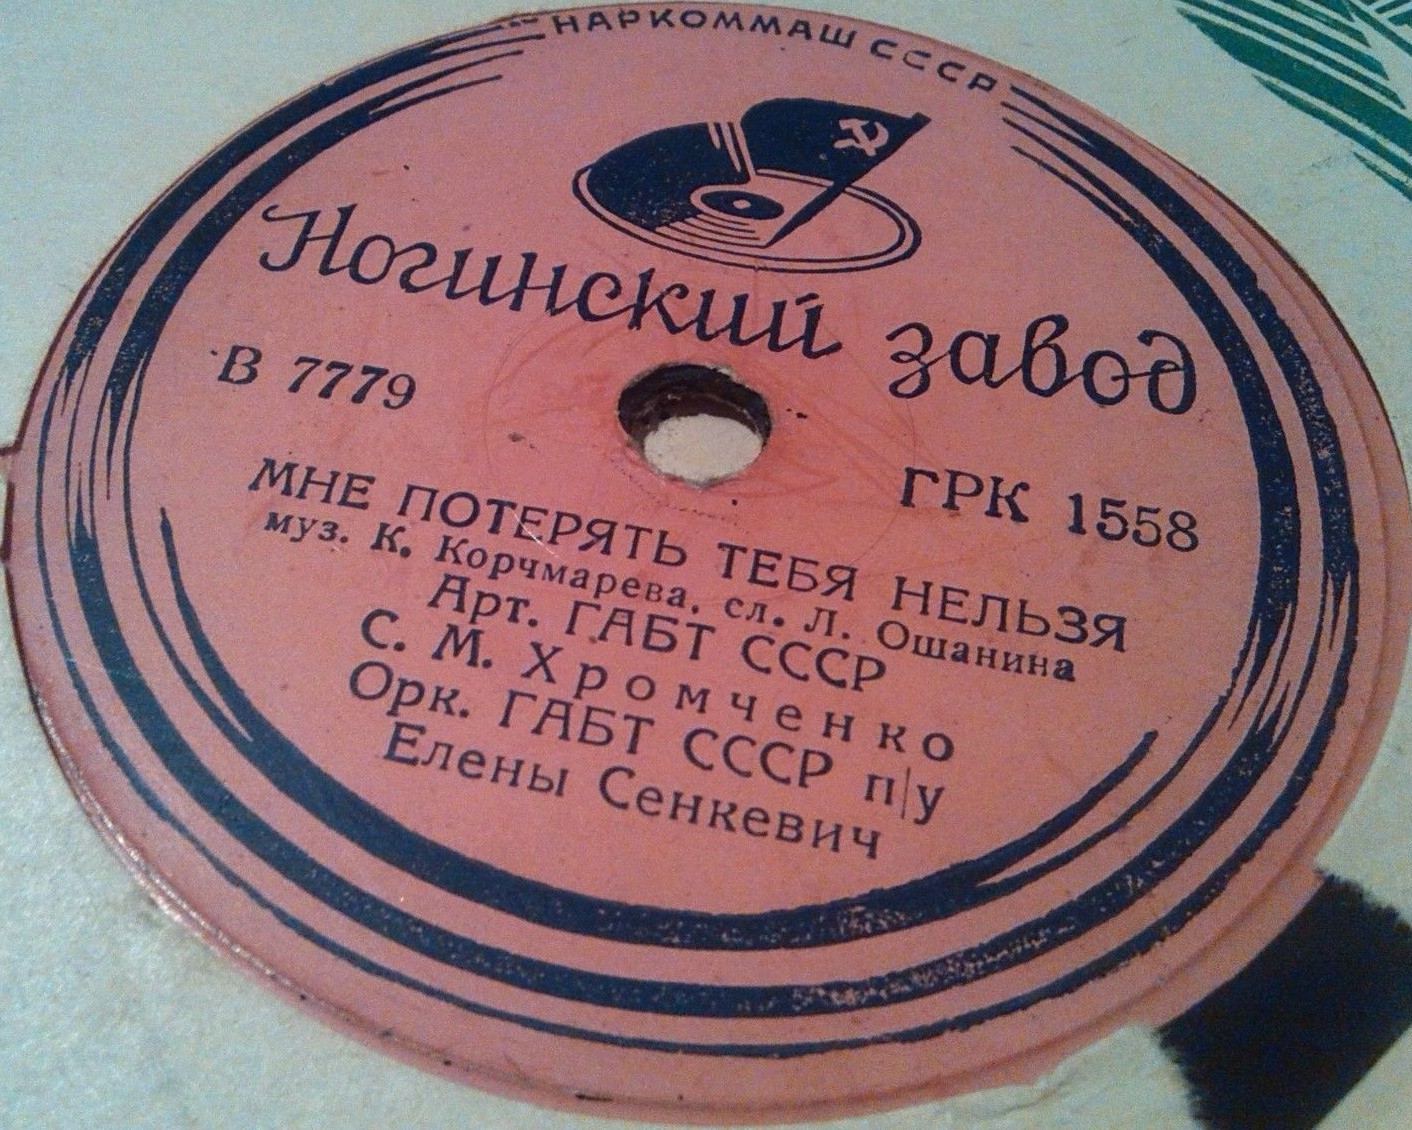 НАРКОММАШ СССР
Ногинский завод
В 7779
ГРК 1558
МНЕ ПОТЕРЯТЬ ТЕБЯ НЕЛЬЗЯ
муз. К. Корчмарева, сл. Л. Ошанина
Арт. ГАБТ СССР
С. М. Хромченко
Орк. ГАБТ СССР п/у
Елены Сенкевич